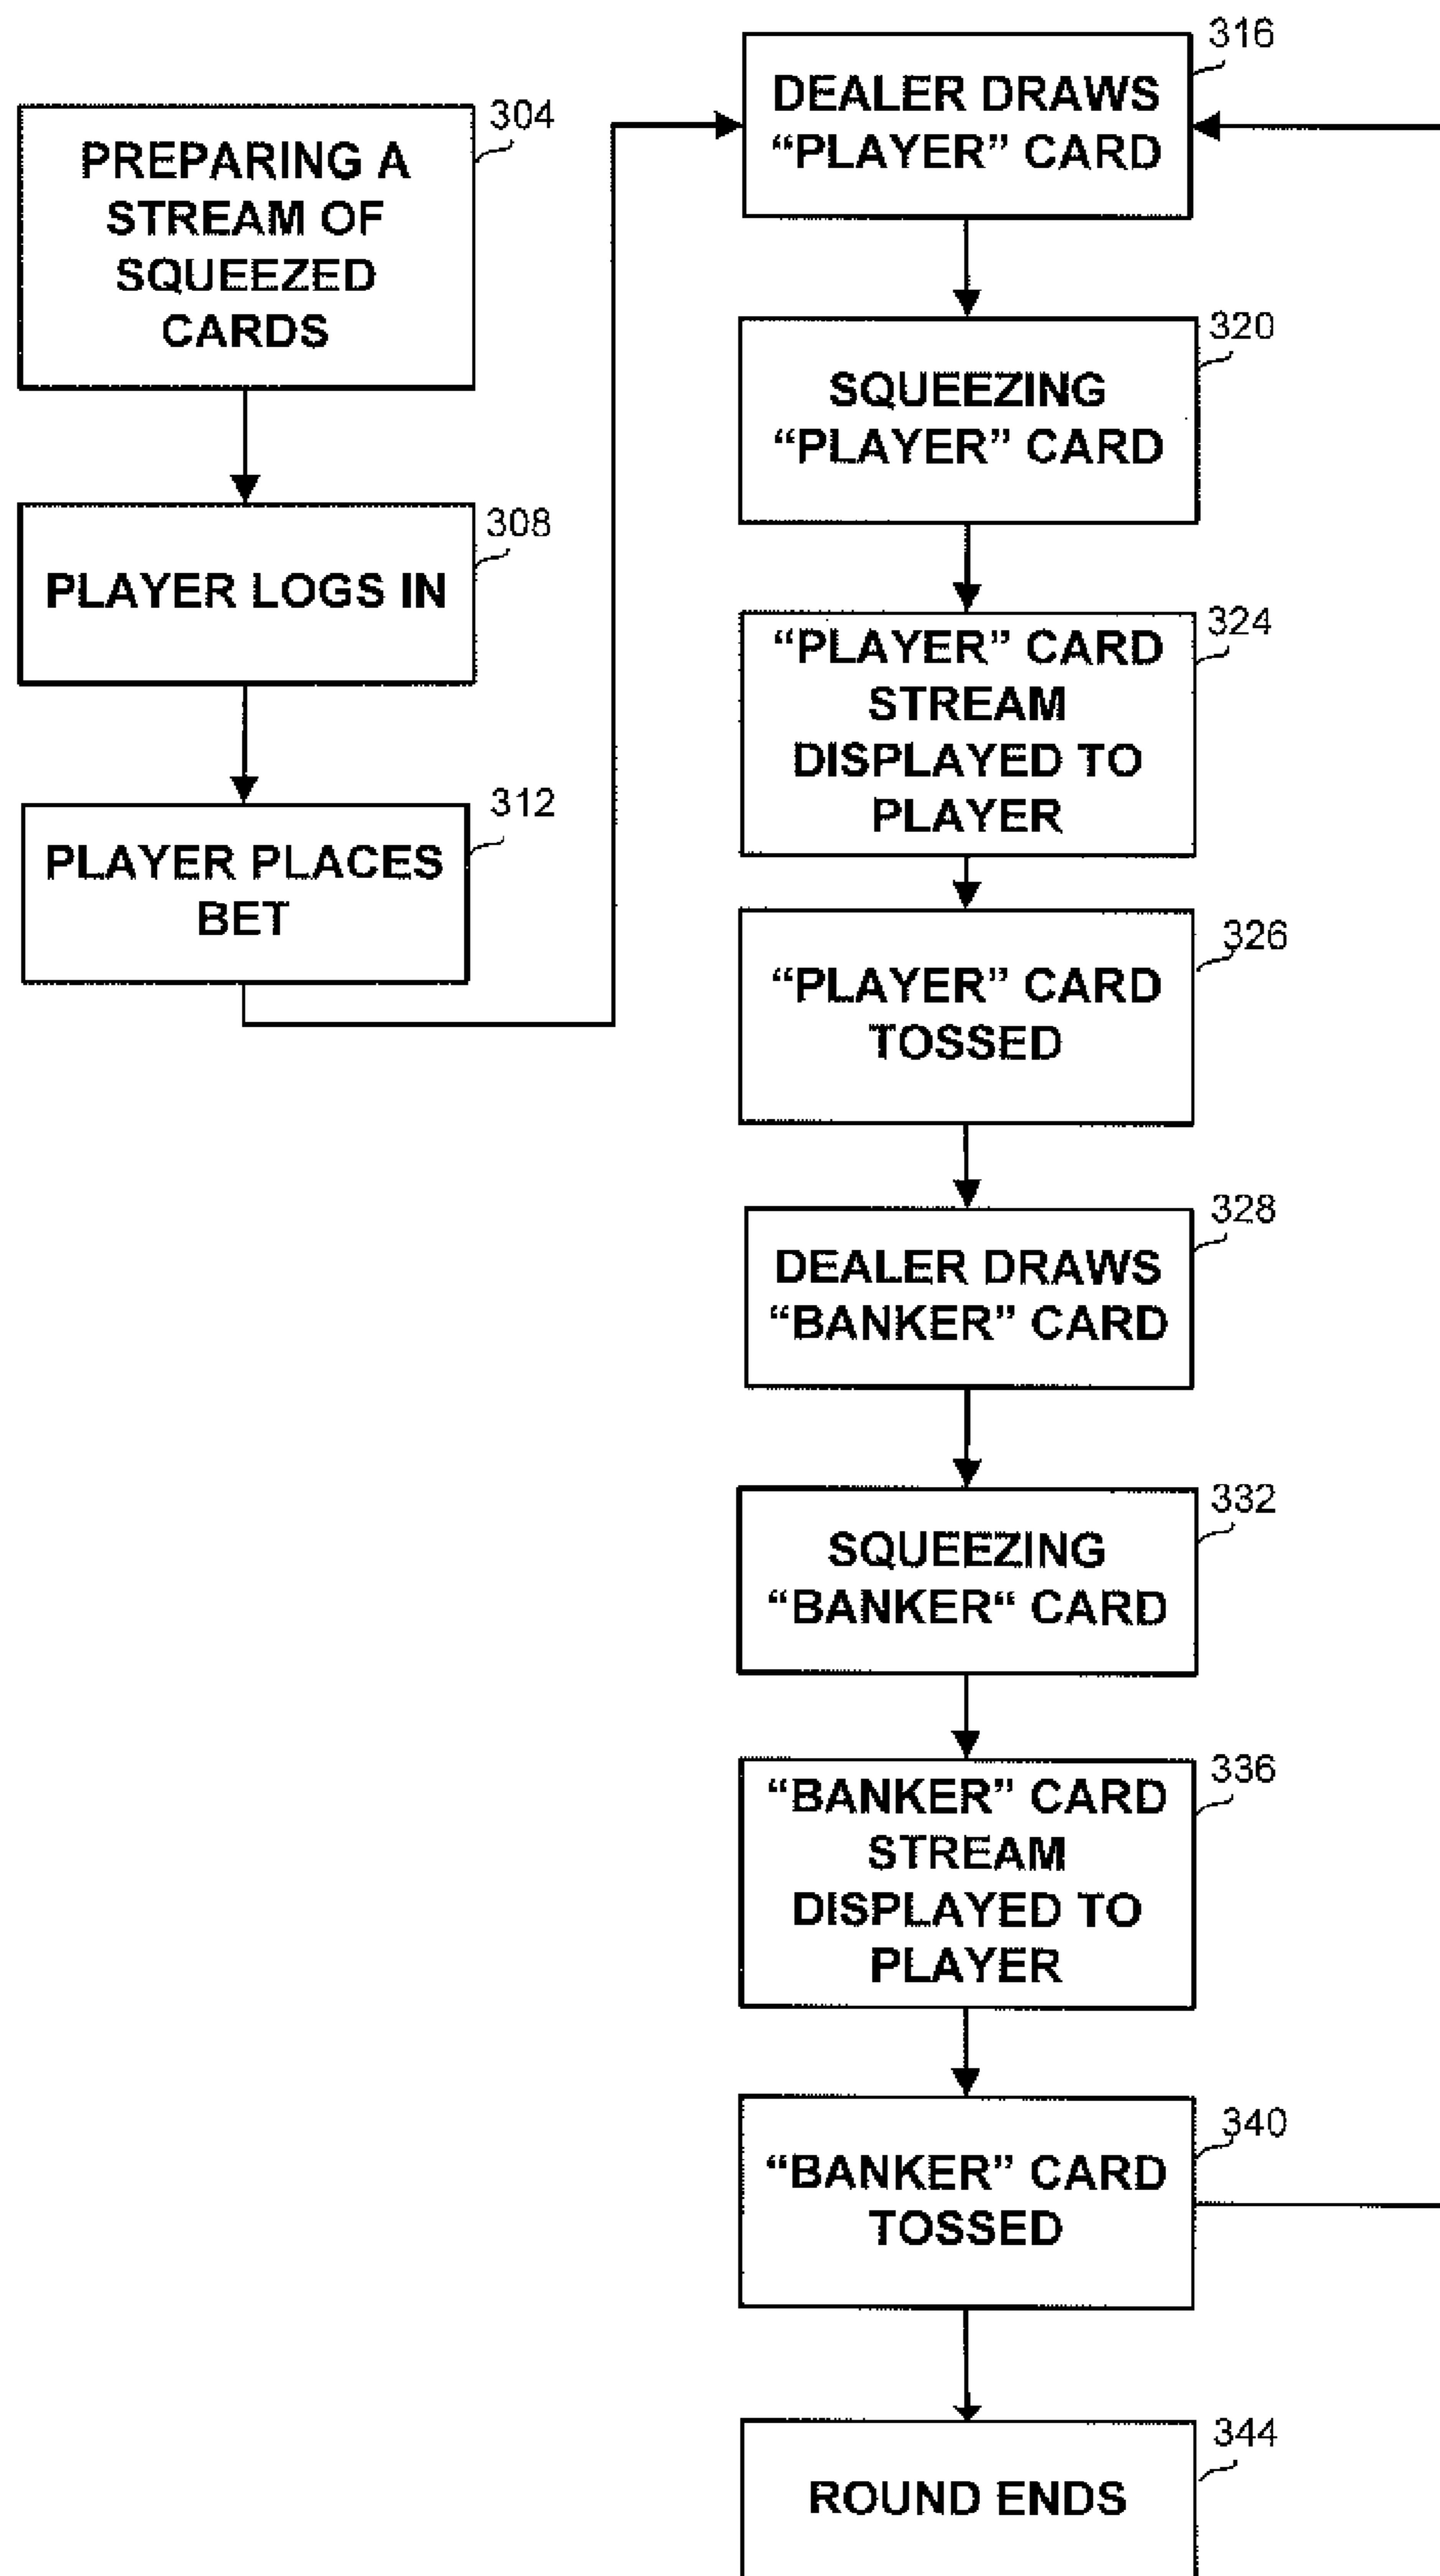 304
PREPARING A
STREAM OF
SQUEEZED
CARDS
308
PLAYER LOGS IN
312
PLAYER PLACES
BET
316
DEALER DRAWS
“PLAYER” CARD
320
SQUEEZING
“PLAYER” CARD
324
“PLAYER” CARD
STREAM
DISPLAYED TO
PLAYER
326
“PLAYER” CARD
TOSSED
328
DEALER DRAWS
“BANKER” CARD
332
SQUEEZING
“BANKER“ CARD
336
“BANKER” CARD
STREAM
DISPLAYED TO
PLAYER
340
“BANKER” CARD
TOSSED
344
ROUND ENDS